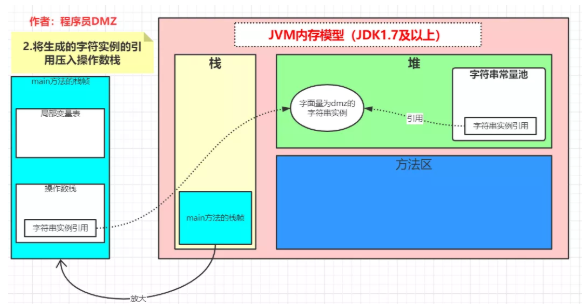 作者：程序员DMZ
2.将生成的字符实例的引
用压入操作数栈
main方法的栈帧
局部变量表
操作数栈
字符串实例引用
放大
JVM内存模型（JDK1.7及以上）
栈
main方法的栈帧
堆
字面量为dmz的
字符串实例
引用
字符串常量池
字符串实例引用
方法区